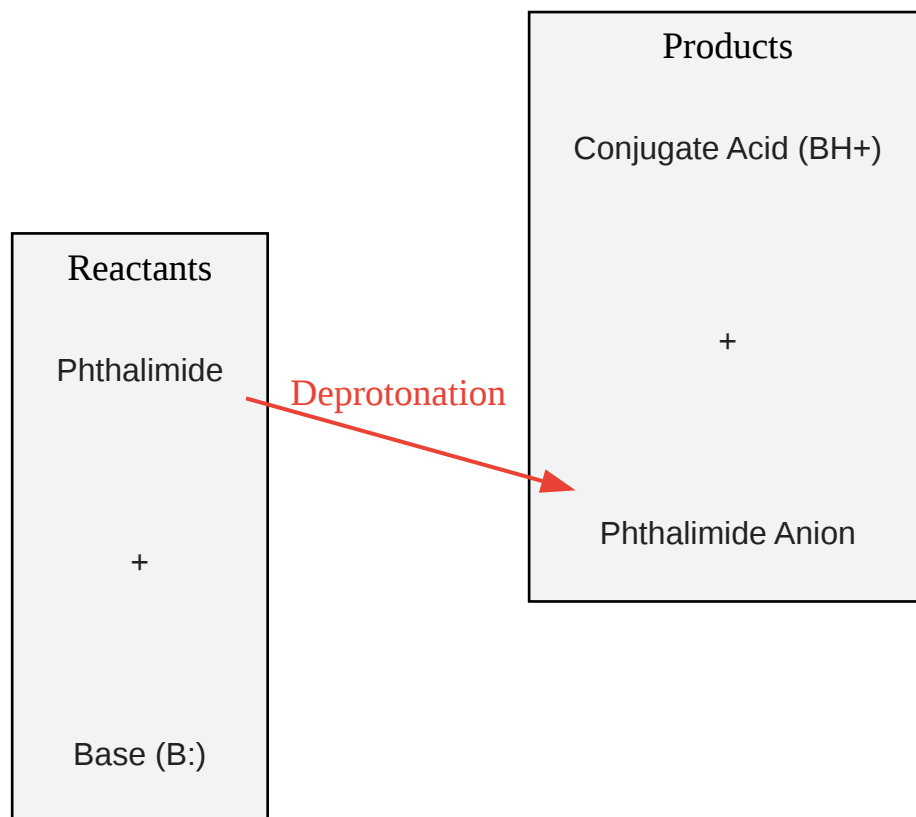 Reactants
Phthalimide
+
Base (B:)
Deprotonation
Products
Conjugate Acid (BH+)
+
Phthalimide Anion